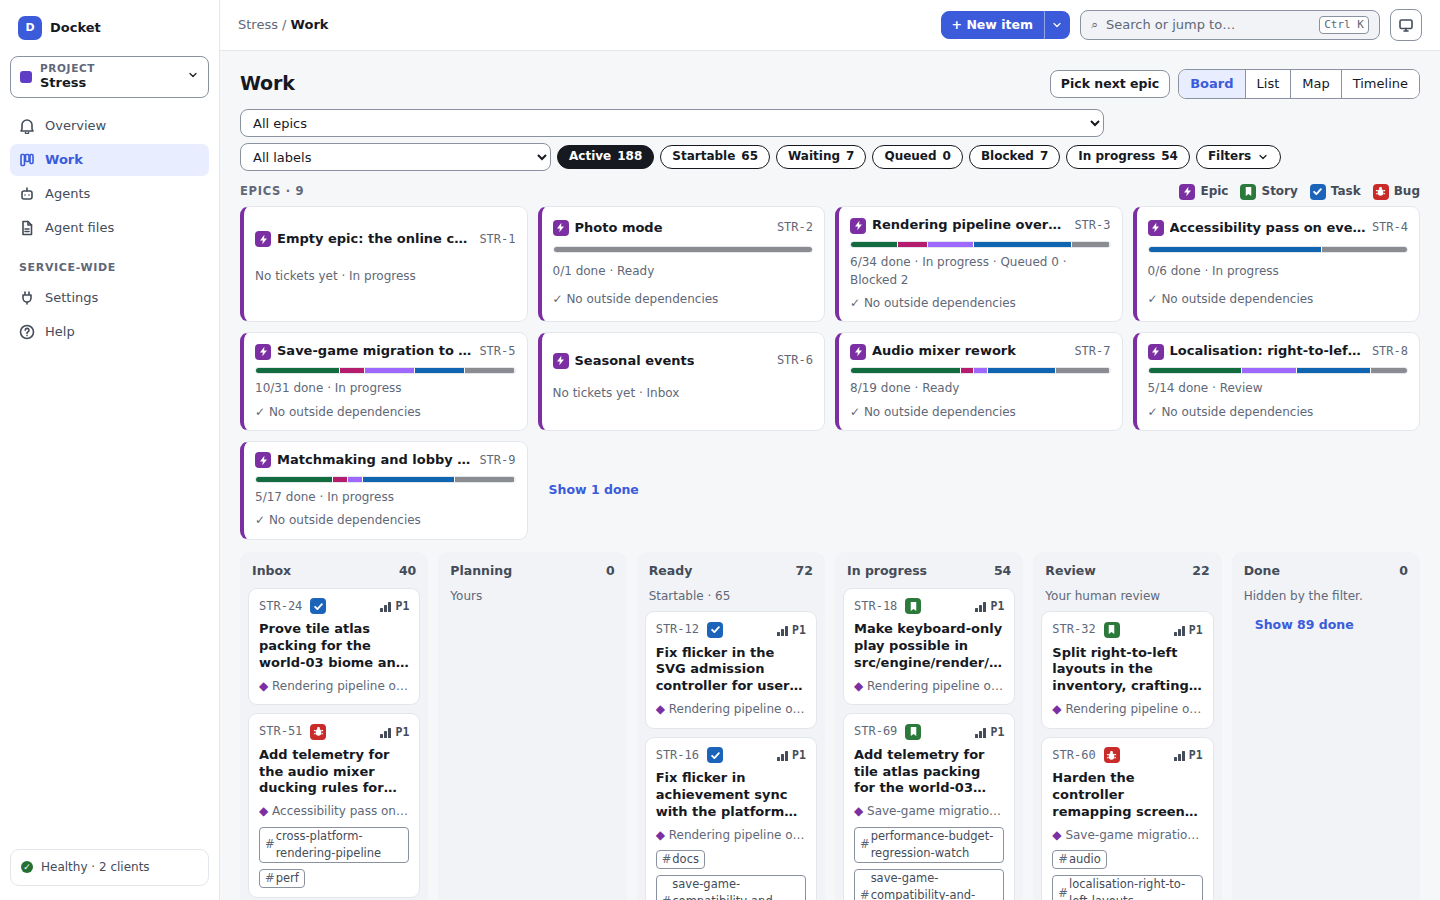 D Docket
PROJECT
Stress
Overview
Work
Agents
Agent files
SERVICE-WIDE
Settings
Help
Healthy · 2 clients
Stress / Work
+ New item
Search or jump to…
Ctrl K
Work
Pick next epic
Board
List
Map
Timeline
All epics
All labels
Active 188
Startable 65
Waiting 7
Queued 0
Blocked 7
In progress 54
Filters
EPICS · 9
Epic
Story
Task
Bug
Empty epic: the online c… STR-1
No tickets yet · In progress
Photo mode STR-2
0/1 done · Ready
✓ No outside dependencies
Rendering pipeline over… STR-3
6/34 done · In progress · Queued 0 ·
Blocked 2
✓ No outside dependencies
Accessibility pass on eve… STR-4
0/6 done · In progress
✓ No outside dependencies
Save-game migration to … STR-5
10/31 done · In progress
✓ No outside dependencies
Seasonal events STR-6
No tickets yet · Inbox
Audio mixer rework STR-7
8/19 done · Ready
✓ No outside dependencies
Localisation: right-to-lef… STR-8
5/14 done · Review
✓ No outside dependencies
Matchmaking and lobby … STR-9
5/17 done · In progress
✓ No outside dependencies
Show 1 done
Inbox 40
STR-24 P1
Prove tile atlas
packing for the
world-03 biome an…
◆ Rendering pipeline o…
STR-51 P1
Add telemetry for
the audio mixer
ducking rules for…
◆ Accessibility pass on…
#cross-platform-
rendering-pipeline
#perf
Planning 0
Yours
Ready 72
Startable · 65
STR-12 P1
Fix flicker in the
SVG admission
controller for user…
◆ Rendering pipeline o…
STR-16 P1
Fix flicker in
achievement sync
with the platform…
◆ Rendering pipeline o…
#docs
#save-game-
compatibility-and-
In progress 54
STR-18 P1
Make keyboard-only
play possible in
src/engine/render/…
◆ Rendering pipeline o…
STR-69 P1
Add telemetry for
tile atlas packing
for the world-03…
◆ Save-game migratio…
#performance-budget-
regression-watch
#save-game-
compatibility-and-
Review 22
Your human review
STR-32 P1
Split right-to-left
layouts in the
inventory, crafting…
◆ Rendering pipeline o…
STR-60 P1
Harden the
controller
remapping screen…
◆ Save-game migratio…
#audio
#localisation-right-to-
left-layouts
Done 0
Hidden by the filter.
Show 89 done